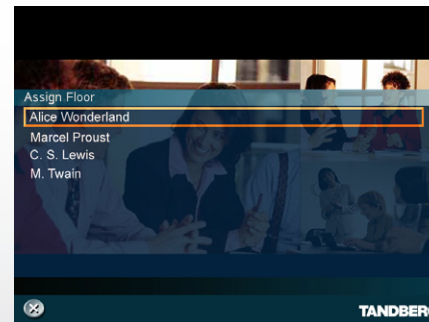 Assign Floor
Alice Wonderland
Marcel Proust
C. S. Lewis
M. Twain
TANDBERG